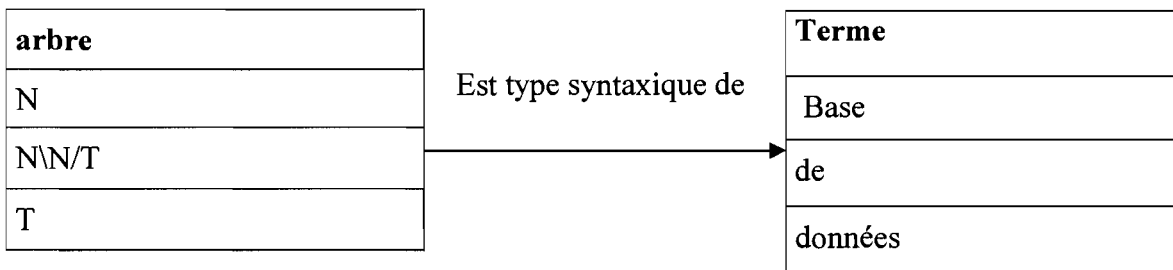 arbre
N
N\N/T
T
Est type syntaxique de
Terme
Base
de
données